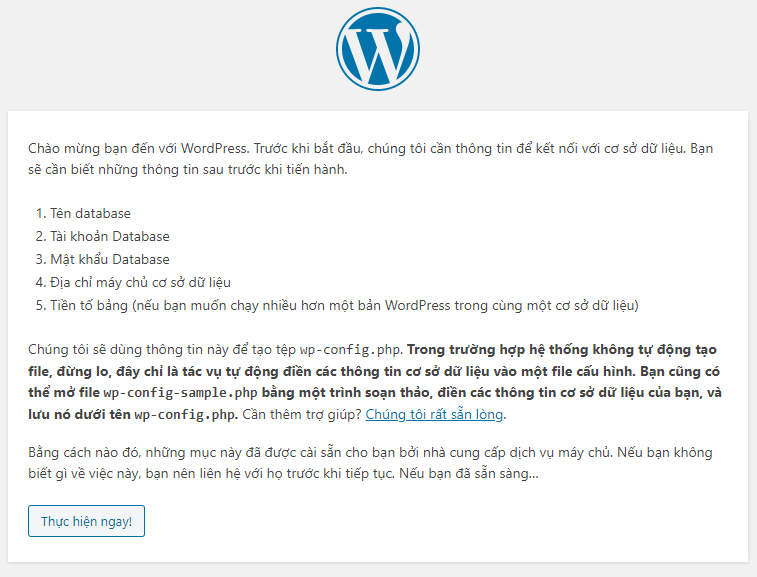 Chào mừng bạn đến với WordPress. Trước khi bắt đầu, chúng tôi cần thông tin để kết nối với cơ sở dữ liệu. Bạn
sẽ cần biết những thông tin sau trước khi tiến hành.
1. Tên database
2. Tài khoản Database
3. Mật khẩu Database
4. Địa chỉ máy chủ cơ sở dữ liệu
5. Tiền tố bảng (nếu bạn muốn chạy nhiều hơn một bản WordPress trong cùng một cơ sở dữ liệu)
Chúng tôi sẽ dùng thông tin này để tạo tệp wp-config.php. Trong trường hợp hệ thống không tự động tạo
file, đừng lo, đây chỉ là tác vụ tự động điền các thông tin cơ sở dữ liệu vào một file cấu hình. Bạn cũng có
thể mở file wp-config-sample.php bằng một trình soạn thảo, điền các thông tin cơ sở dữ liệu của bạn, và
lưu nó dưới tên wp-config.php. Cần thêm trợ giúp? Chúng tôi rất sẵn lòng.
Bằng cách nào đó, những mục này đã được cài sẵn cho bạn bởi nhà cung cấp dịch vụ máy chủ. Nếu bạn không
biết gì về việc này, bạn nên liên hệ với họ trước khi tiếp tục. Nếu bạn đã sẵn sàng...
Thực hiện ngay!